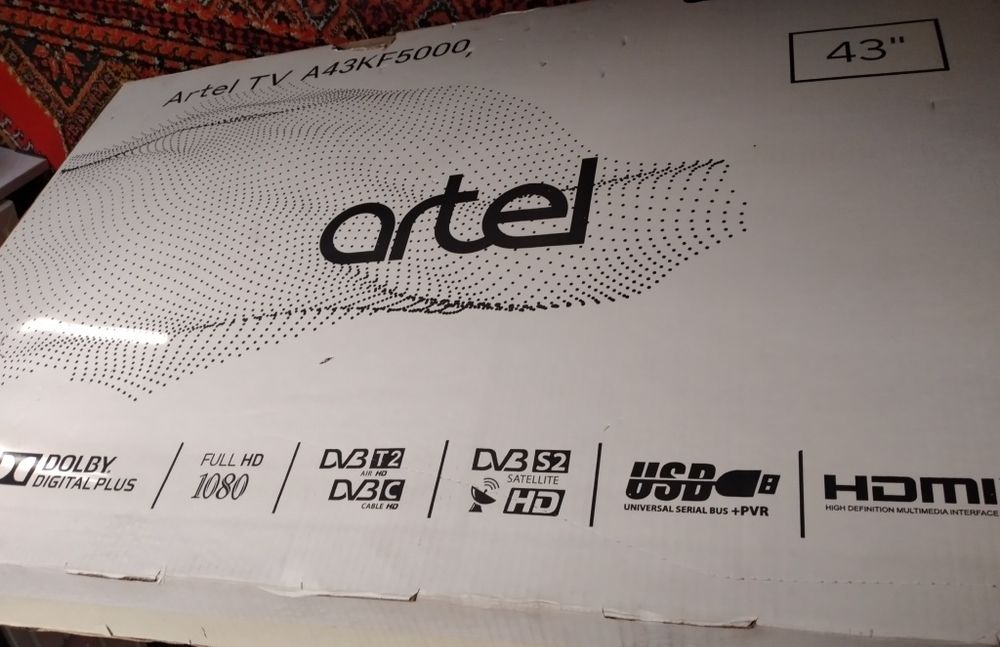 Artel TV A43KF5000,
43"
artel
DOLBY
DIGITAL PLUS
FULL HD
1080
DVB T2
AIR HD
DVB C
CABLE HD
DVB S2
SATELLITE
HD
USB
UNIVERSAL SERIAL BUS +PVR
HDMI
HIGH DEFINITION MULTIMEDIA INTERFACE